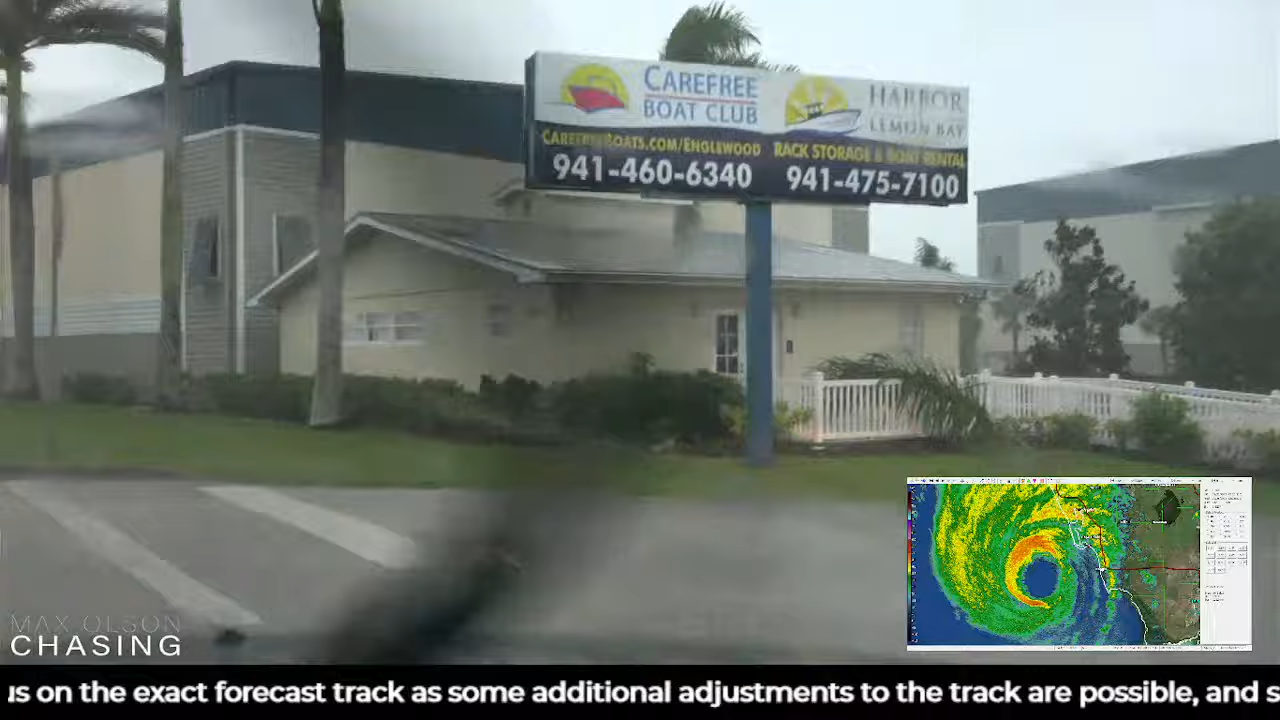 CAREFREE
BOAT CLUB
HARBOR
LEMON BAY
CAREFREEBOATS.COM/ENGLEWOOD
RACK STORAGE & BOAT RENTAL
941-460-6340
941-475-7100
MAX OLSON
CHASING
us on the exact forecast track as some additional adjustments to the track are possible, and s